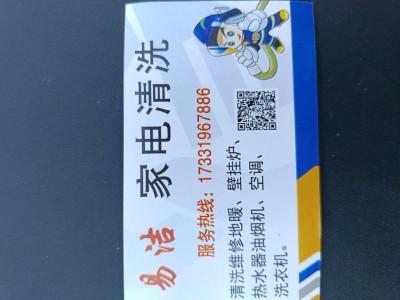 易洁 家电清洗
服务热线：17331967886
清洗维修地暖、壁挂炉、
热水器油烟机、空调、
洗衣机。